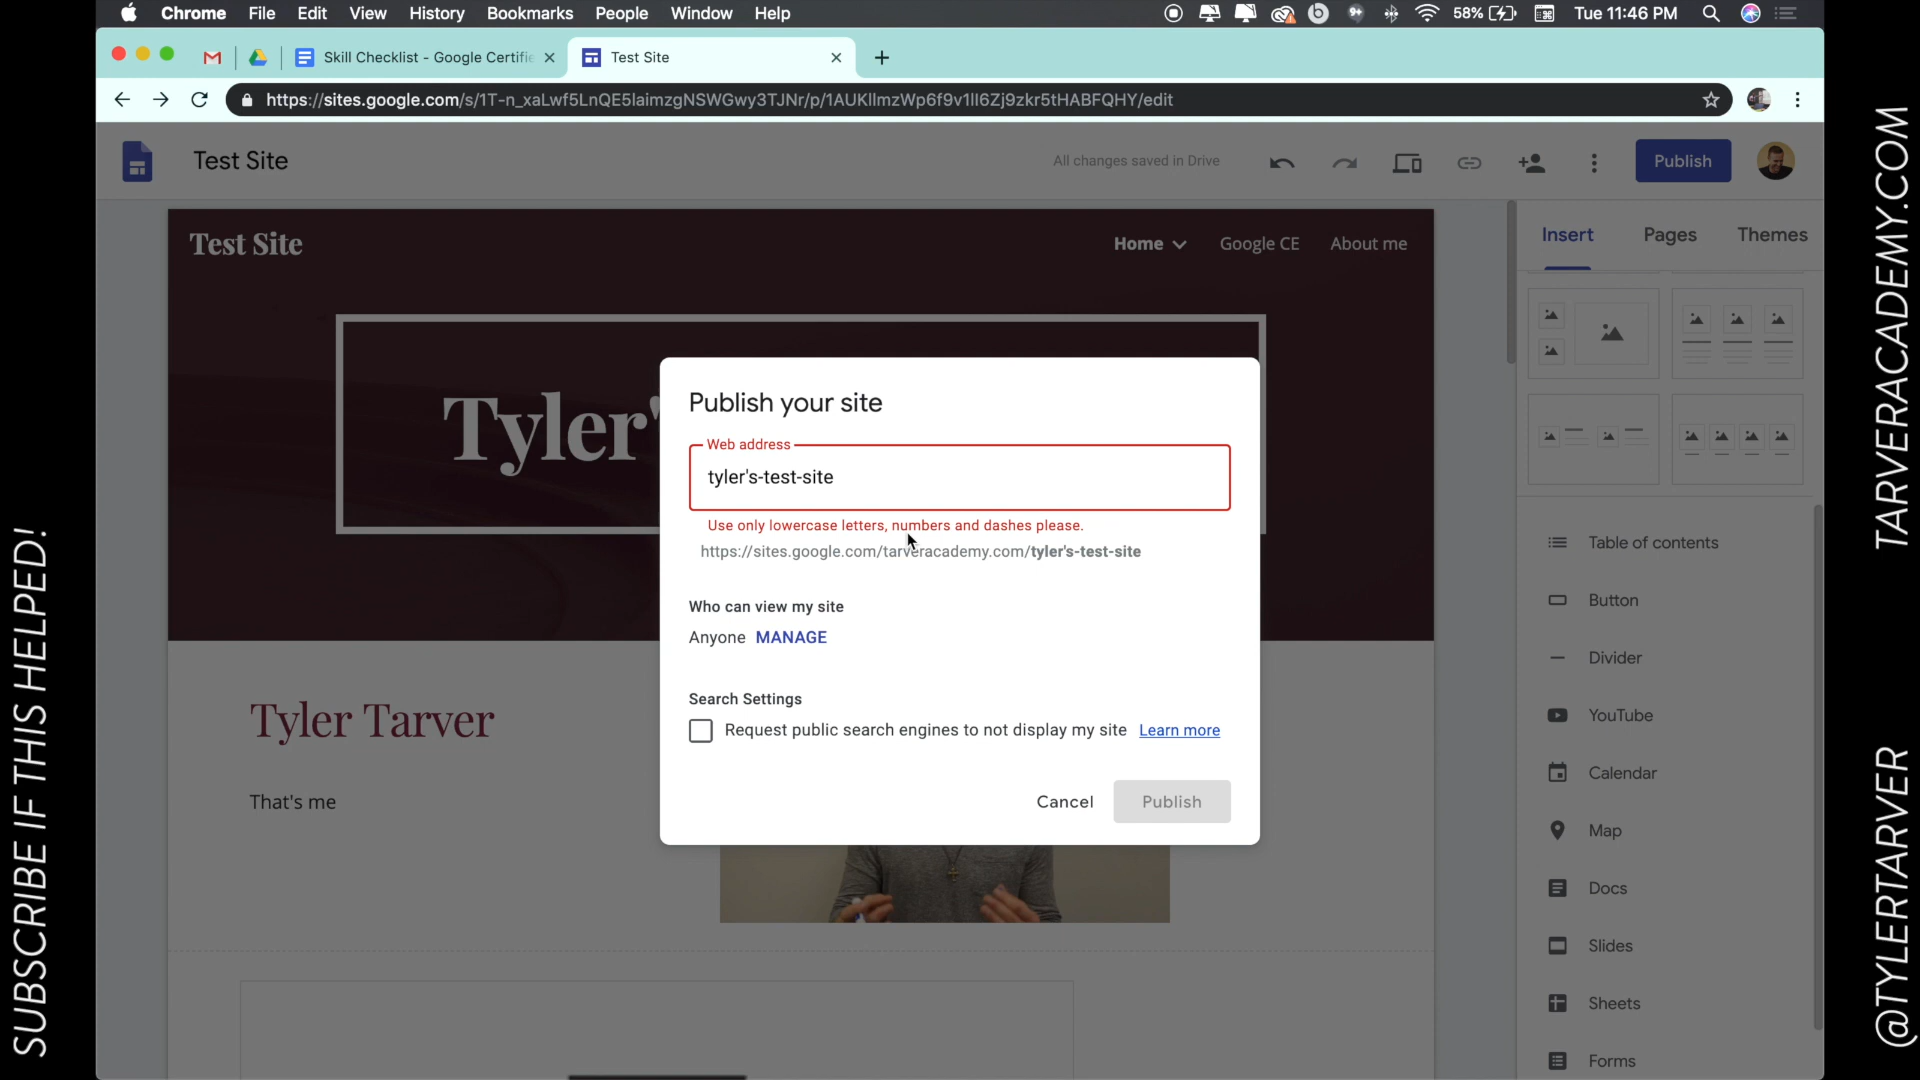 Chrome File Edit View History Bookmarks People Window Help
58% Tue 11:46 PM
Skill Checklist - Google Certifie
Test Site
https://sites.google.com/s/1T-n_xaLwf5LnQE5laimzgNSWGwy3TJNr/p/1AUKllmzWp6f9v1lI6Zj9zkr5tHABFQHY/edit
Test Site
All changes saved in Drive
Publish
Test Site
Home Google CE About me
Insert Pages Themes
Tyler'
Publish your site
Web address
tyler's-test-site
Use only lowercase letters, numbers and dashes please.
https://sites.google.com/tarveracademy.com/tyler's-test-site
Who can view my site
Anyone MANAGE
Search Settings
Request public search engines to not display my site Learn more
Cancel Publish
Tyler Tarver
That's me
Table of contents
Button
Divider
YouTube
Calendar
Map
Docs
Slides
Sheets
Forms
SUBSCRIBE IF THIS HELPED!
TARVERACADEMY.COM
@TYLERTARVER